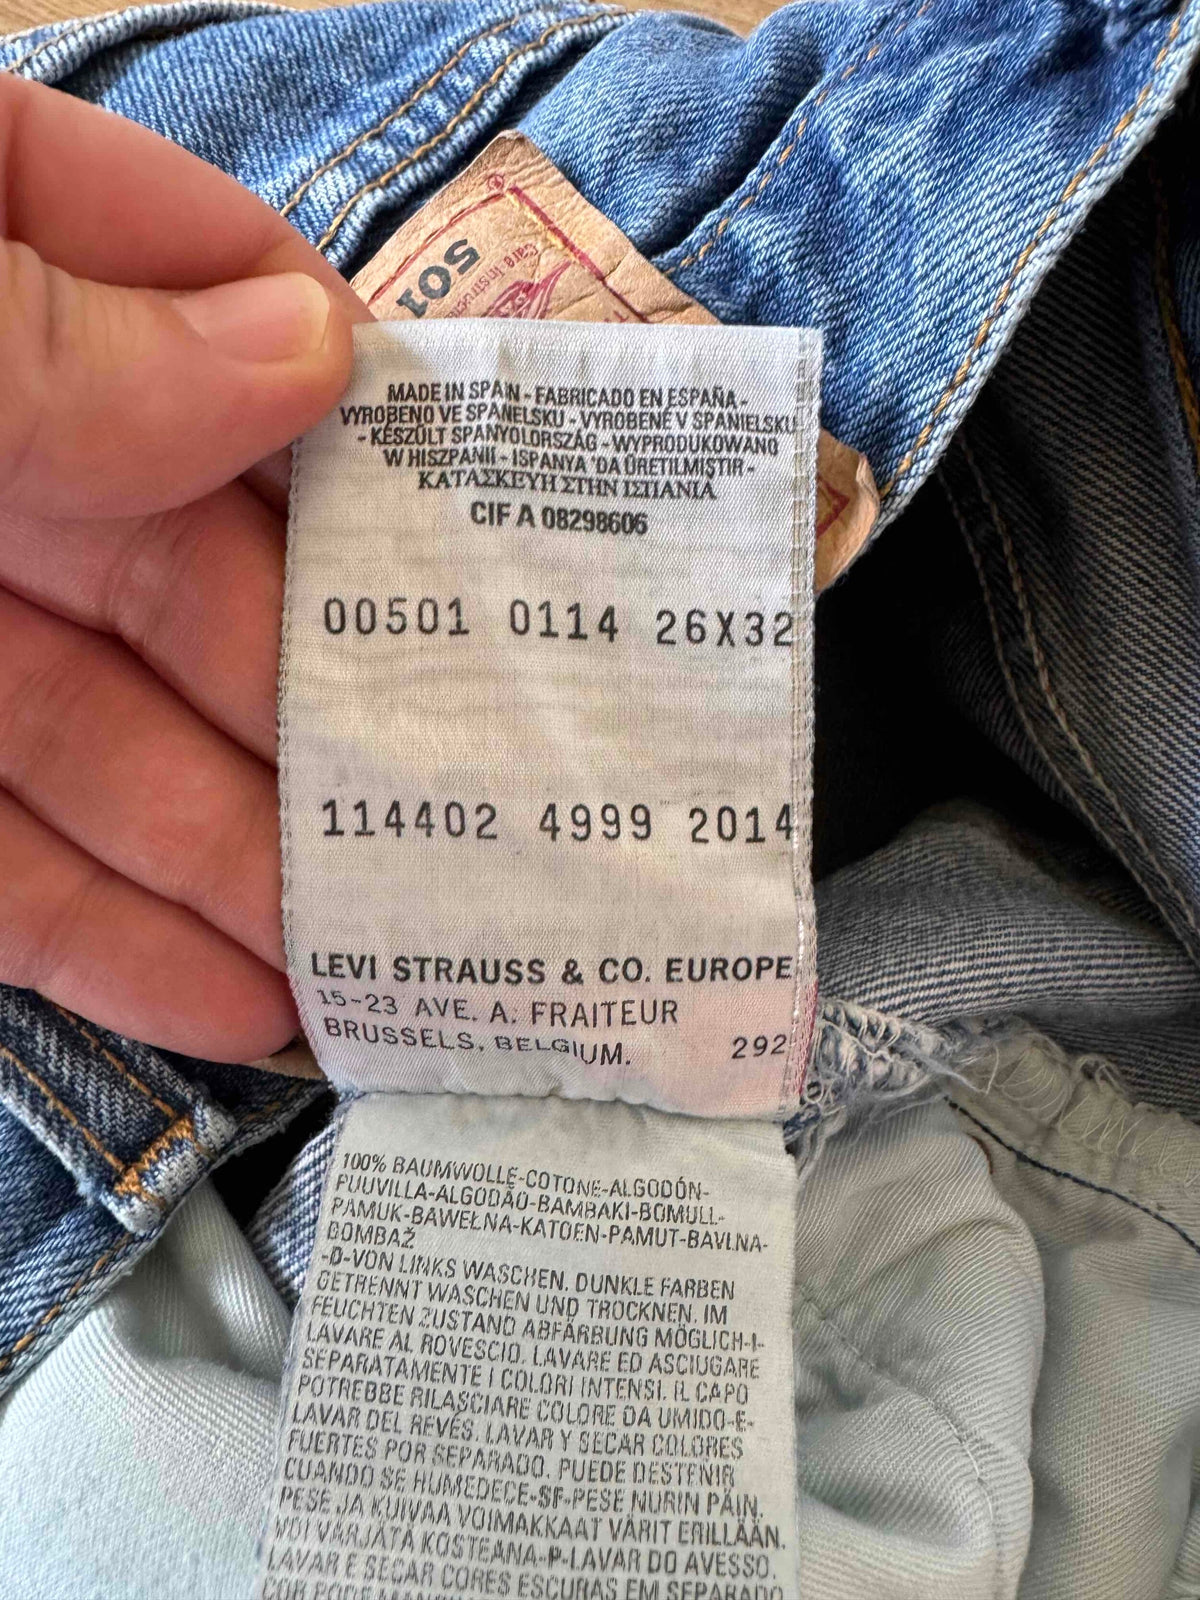 501
Care Instruc
MADE IN SPAIN - FABRICADO EN ESPAÑA -
VYROBENO VE SPANELSKU - VYROBENE V SPANIELSKU
- KÉSZÜLT SPANYOLORSZÁG - WYPRODUKOWANO
W HISZPANII - ISPANYA 'DA ÜRETILMIŞTIR -
ΚΑΤΑΣΚΕΥΗ ΣΤΗΝ ΙΣΠΑΝΙΑ
CIF A 08298606
00501 0114 26X32
114402 4999 2014
LEVI STRAUSS & CO. EUROPE
15-23 AVE. A. FRAITEUR
BRUSSELS, BELGIUM. 292
100% BAUMWOLLE-COTONE-ALGODÓN-
PUUVILLA-ALGODÃO-BAMBAKI-BOMULL-
PAMUK-BAWEŁNA-KATOEN-PAMUT-BAVLNA-
BOMBAŽ
-D-VON LINKS WASCHEN. DUNKLE FARBEN
GETRENNT WASCHEN UND TROCKNEN. IM
FEUCHTEN ZUSTAND ABFÄRBUNG MÖGLICH-I-
LAVARE AL ROVESCIO. LAVARE ED ASCIUGARE
SEPARATAMENTE I COLORI INTENSI. IL CAPO
POTREBBE RILASCIARE COLORE DA UMIDO-E-
LAVAR DEL REVÉS. LAVAR Y SECAR COLORES
FUERTES POR SEPARADO. PUEDE DESTEÑIR
CUANDO SE HUMEDECE-SF-PESE NURIN PÄIN.
PESE JA KUIVAA VOIMAKKAAT VÄRIT ERILLÄÄN.
VOI VÄRJÄTÄ KOSTEANA-P-LAVAR DO AVESSO.
LAVAR E SECAR CORES ESCURAS EM SEPARADO